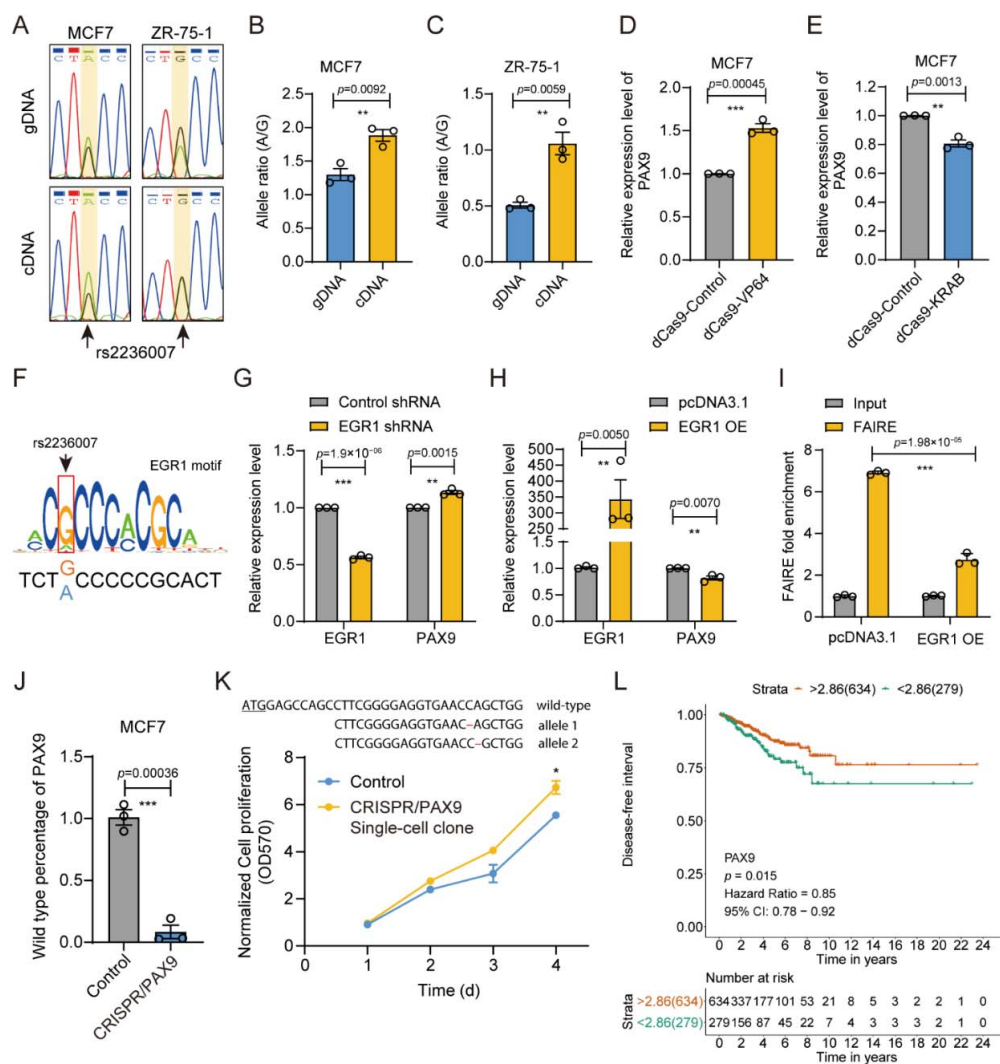 A
MCF7
ZR-75-1
C T A C C
C T G C C
gDNA
C T A C C
C T G C C
cDNA
rs2236007
B
MCF7
p=0.0092
**
Allele ratio (A/G)
2.5
2.0
1.5
1.0
0.5
0.0
gDNA
cDNA
C
ZR-75-1
p=0.0059
**
Allele ratio (A/G)
1.5
1.0
0.5
0.0
gDNA
cDNA
D
MCF7
p=0.00045
***
Relative expression level of
PAX9
2.0
1.5
1.0
0.5
0.0
dCas9-Control
dCas9-VP64
E
MCF7
p=0.0013
**
Relative expression level of
PAX9
1.0
0.8
0.6
0.4
0.2
0.0
dCas9-Control
dCas9-KRAB
F
rs2236007
EGR1 motif
G
A
TCT CCCCCGCACT
G
Control shRNA
EGR1 shRNA
p=1.9×10⁻⁰⁶
***
p=0.0015
**
Relative expression level
1.5
1.0
0.5
0.0
EGR1
PAX9
H
pcDNA3.1
EGR1 OE
p=0.0050
**
p=0.0070
**
Relative expression level
500
450
400
350
300
250
1.5
1.0
0.5
0.0
EGR1
PAX9
I
Input
FAIRE
p=1.98×10⁻⁰⁵
***
FAIRE fold enrichment
8
6
4
2
0
pcDNA3.1
EGR1 OE
J
MCF7
p=0.00036
***
Wild type percentage of PAX9
1.5
1.0
0.5
0.0
Control
CRISPR/PAX9
K
ATGGAGCCAGCCTTCGGGGAGGTGAACCAGCTGG wild-type
CTTCGGGGAGGTGAAC–AGCTGG allele 1
CTTCGGGGAGGTGAACC–GCTGG allele 2
Control
CRISPR/PAX9
Single-cell clone
*
Normalized Cell proliferation
(OD570)
8
6
4
2
0
0 1 2 3 4
Time (d)
L
Strata >2.86(634) <2.86(279)
Disease-free interval
1.00
0.75
0.50
0.25
0.00
PAX9
p = 0.015
Hazard Ratio = 0.85
95% CI: 0.78 − 0.92
0 2 4 6 8 10 12 14 16 18 20 22 24
Time in years
Number at risk
Strata
>2.86(634) 634 337 177 101 53 21 8 5 3 2 2 1 0
<2.86(279) 279 156 87 45 22 7 4 3 3 3 2 1 0
0 2 4 6 8 10 12 14 16 18 20 22 24
Time in years